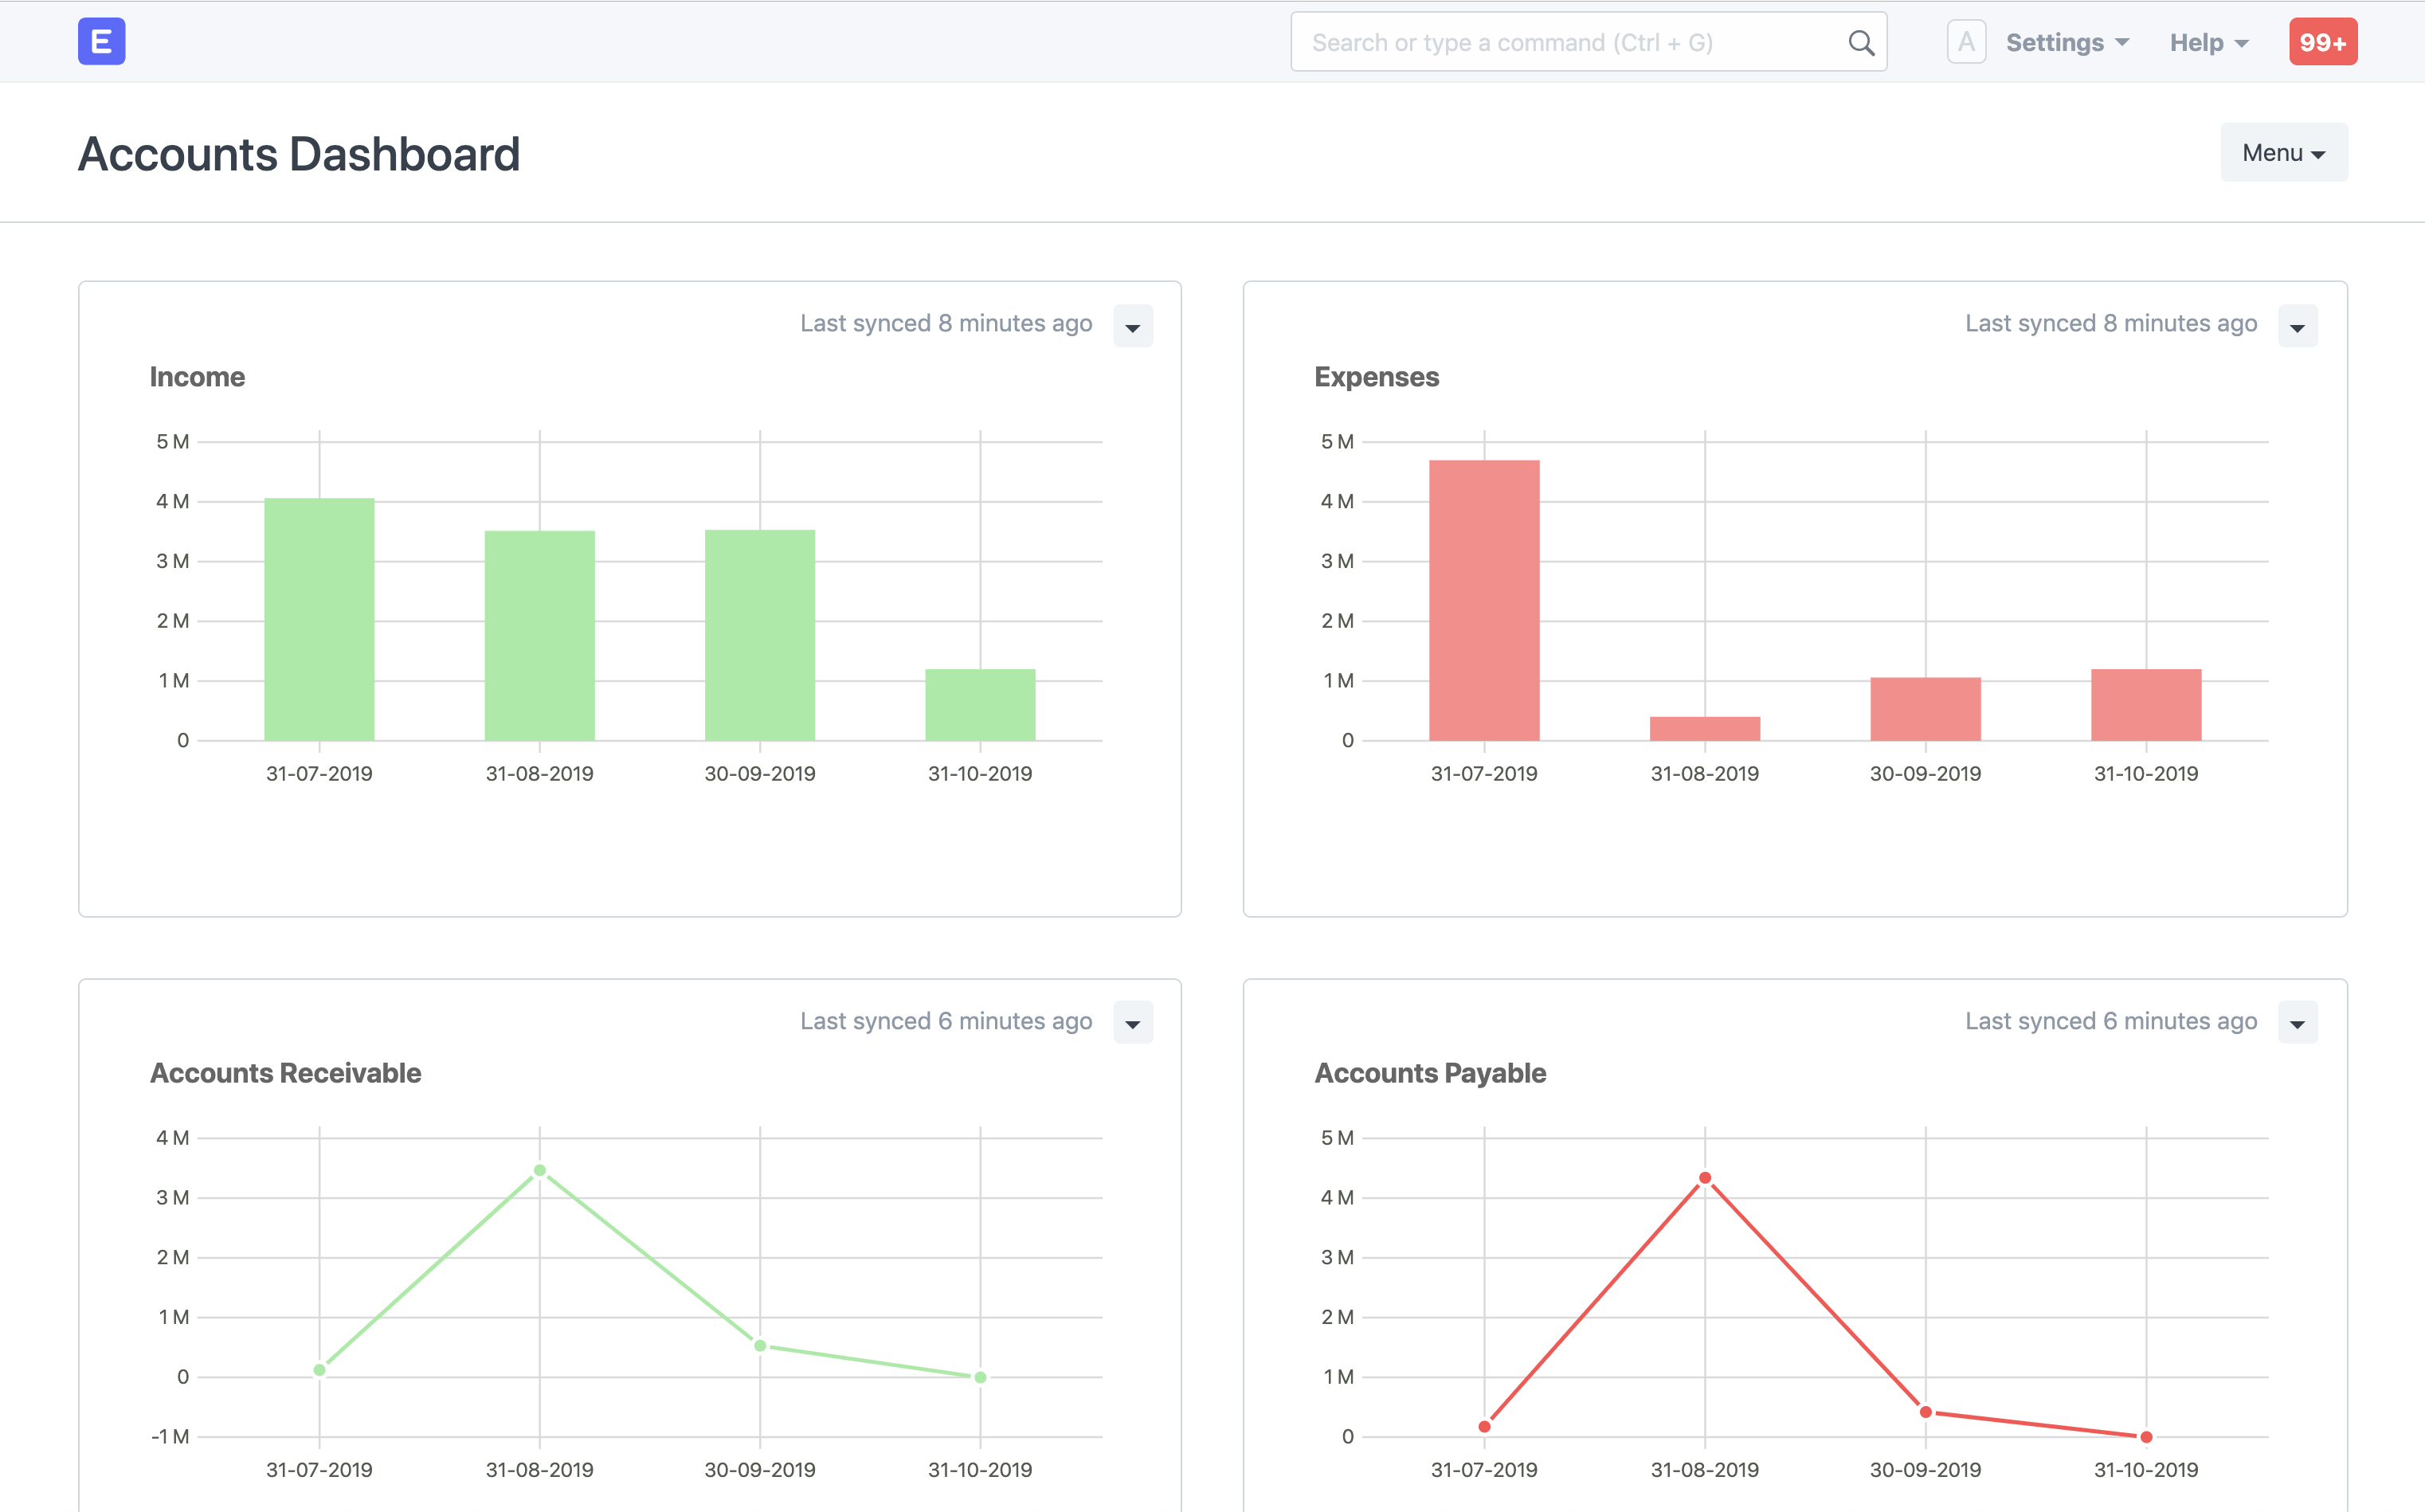 E
Search or type a command (Ctrl + G)
A
Settings
Help
99+
Accounts Dashboard
Menu
Last synced 8 minutes ago
Income
5 M
4 M
3 M
2 M
1 M
0
31-07-2019
31-08-2019
30-09-2019
31-10-2019
Last synced 8 minutes ago
Expenses
5 M
4 M
3 M
2 M
1 M
0
31-07-2019
31-08-2019
30-09-2019
31-10-2019
Last synced 6 minutes ago
Accounts Receivable
4 M
3 M
2 M
1 M
0
-1 M
31-07-2019
31-08-2019
30-09-2019
31-10-2019
Last synced 6 minutes ago
Accounts Payable
5 M
4 M
3 M
2 M
1 M
0
31-07-2019
31-08-2019
30-09-2019
31-10-2019